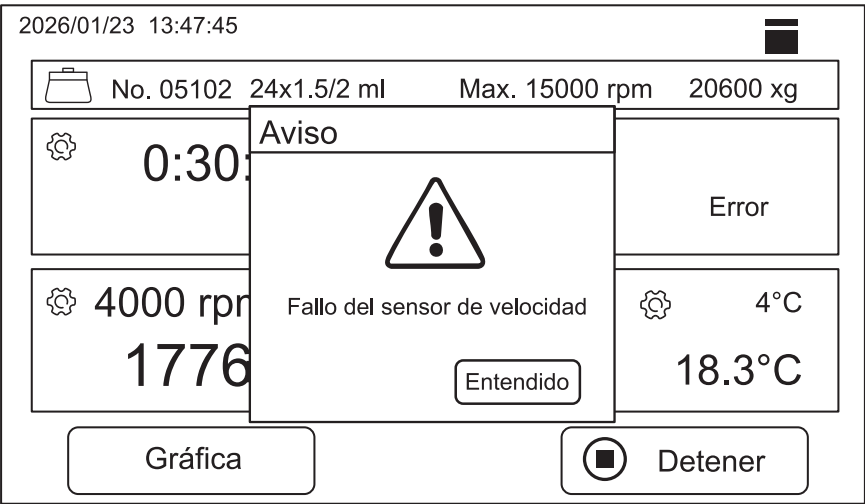 2026/01/23 13:47:45
No. 05102 24x1.5/2 ml Max. 15000 rpm 20600 xg
Aviso
0:30:
Error
Fallo del sensor de velocidad
4000 rpr
4°C
1776
18.3°C
Entendido
Gráfica
Detener